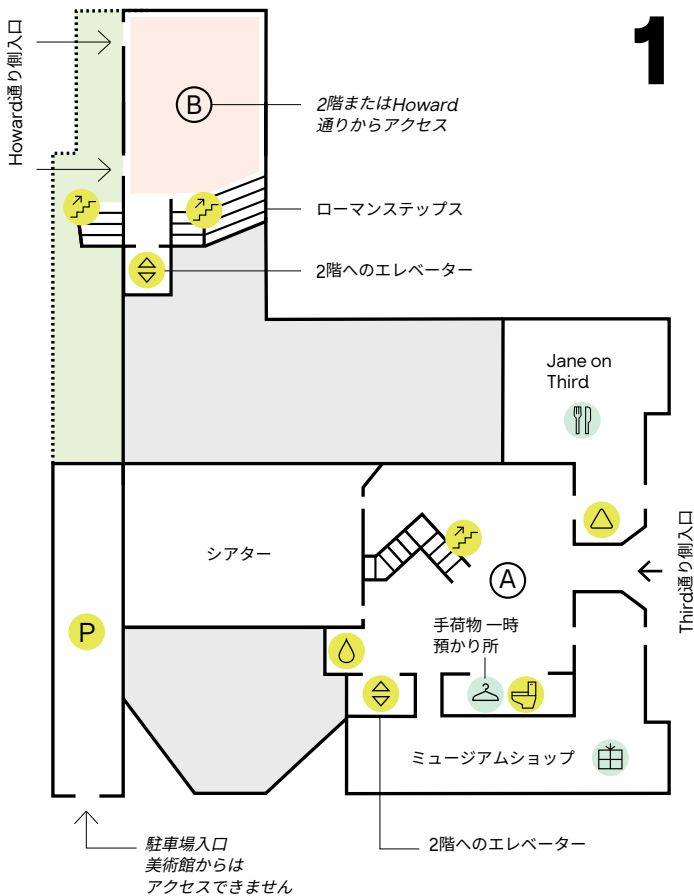 1
Howard通り側入口
B
2階またはHoward
通りからアクセス
ローマンステップス
2階へのエレベーター
Jane on
Third
シアター
A
Third通り側入口
手荷物 一時
預かり所
P
ミュージアムショップ
2階へのエレベーター
駐車場入口
美術館からは
アクセスできません